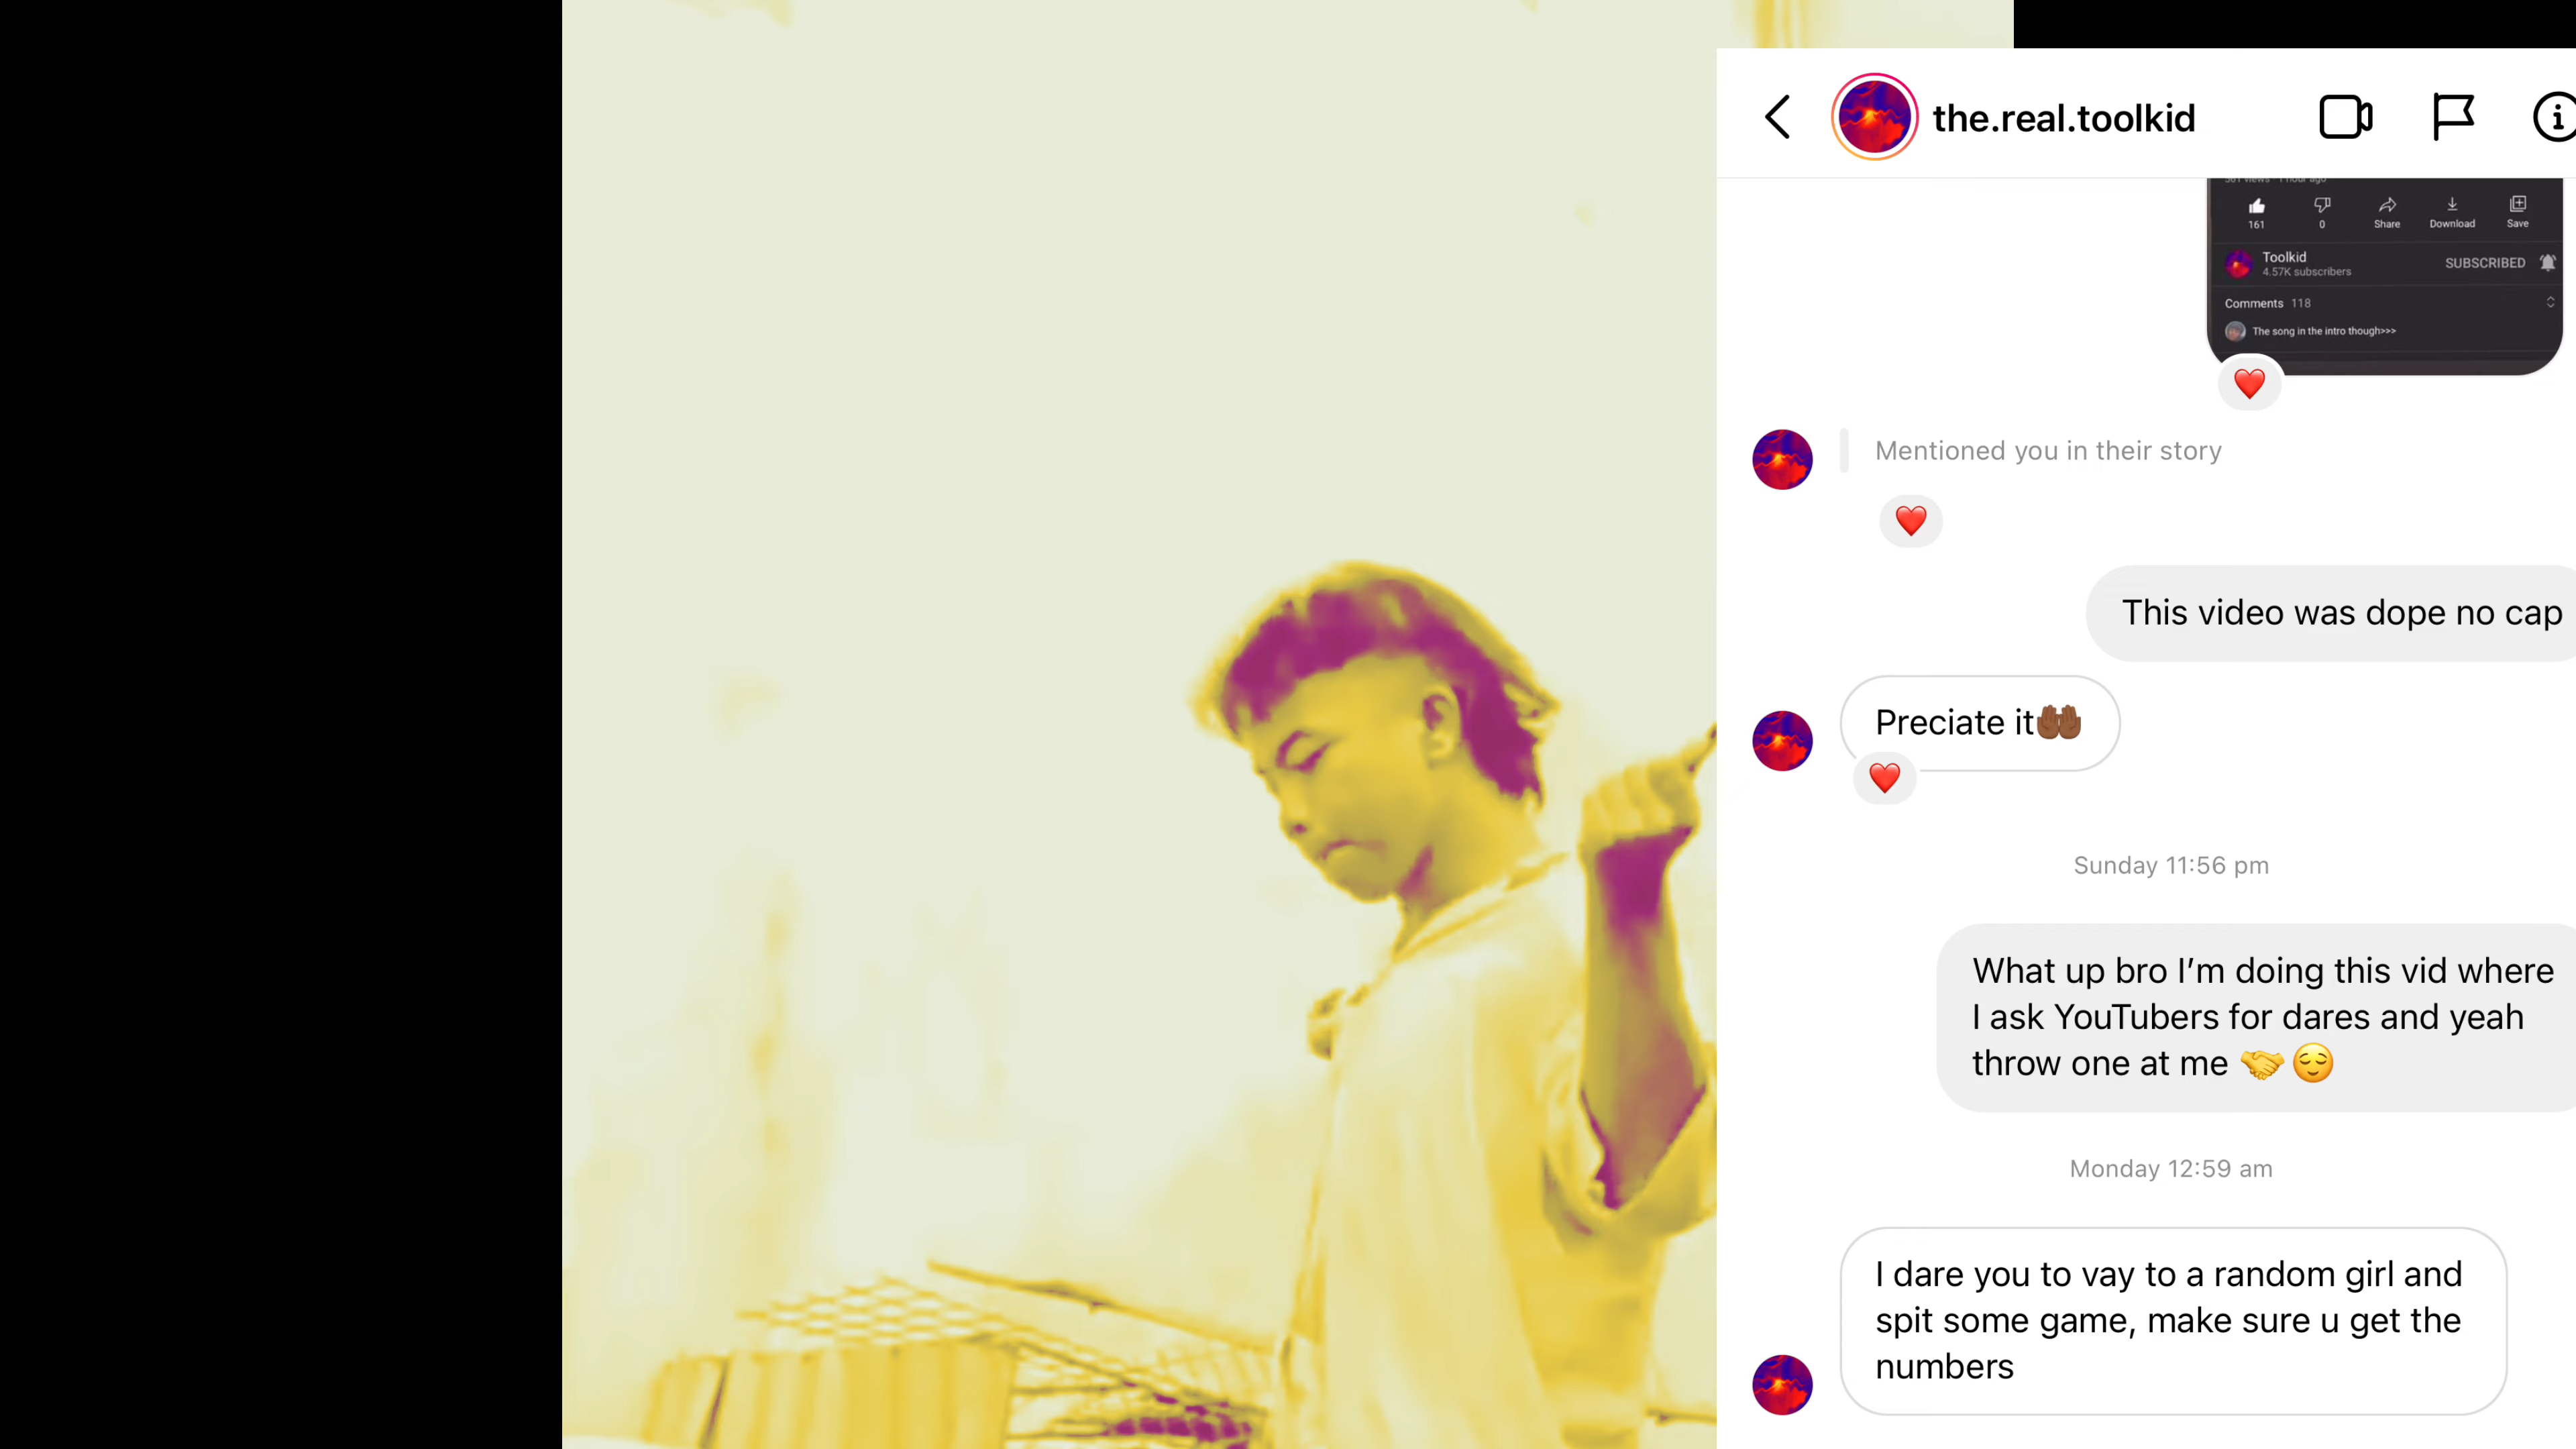 the.real.toolkid
161
0
Share
Download
Save
Toolkid
4.57K subscribers
SUBSCRIBED
Comments 118
The song in the intro though>>>
Mentioned you in their story
This video was dope no cap
Preciate it🙌🏾
Sunday 11:56 pm
What up bro I'm doing this vid where
I ask YouTubers for dares and yeah
throw one at me 🤝😌
Monday 12:59 am
I dare you to vay to a random girl and
spit some game, make sure u get the
numbers